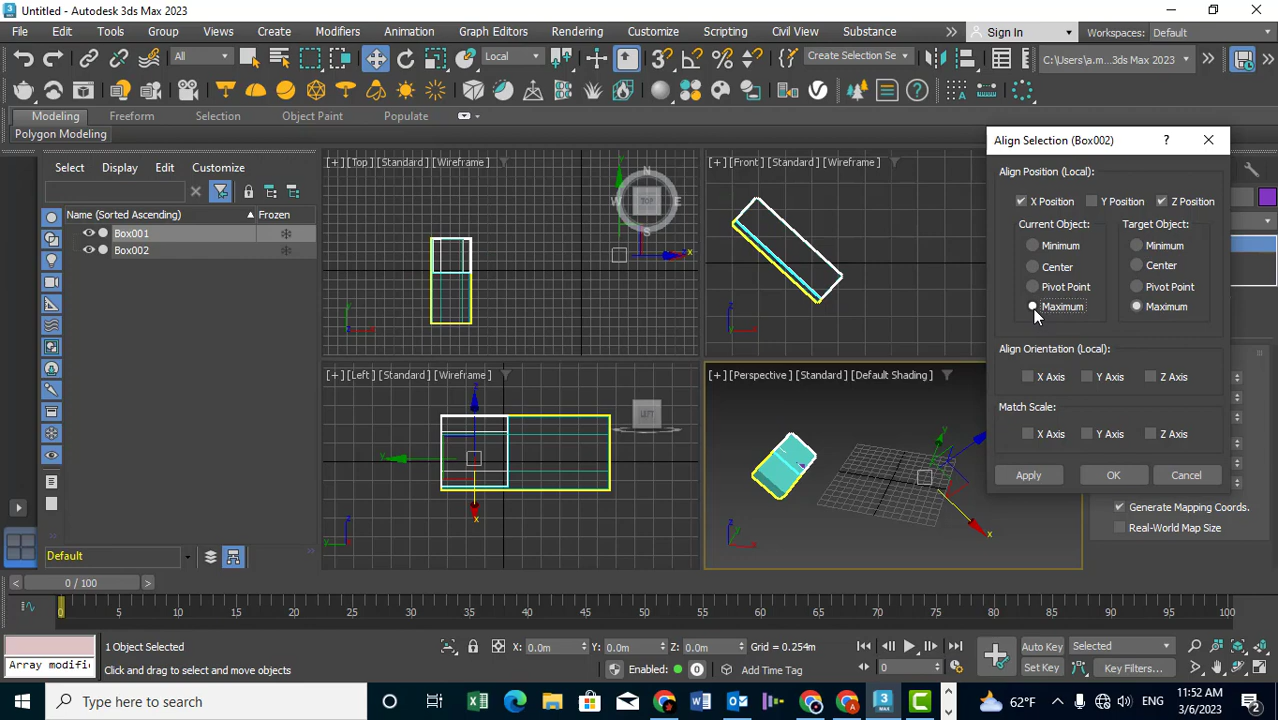 Untitled - Autodesk 3ds Max 2023
File Edit Tools Group Views Create Modifiers Animation Graph Editors Rendering Customize Scripting Civil View Substance Sign In Workspaces: Default
All Local Create Selection Se C:\Users\a.m...3ds Max 2023
Modeling Freeform Selection Object Paint Populate
Polygon Modeling
Select Display Edit Customize
Name (Sorted Ascending) Frozen
Box001
Box002
Default
[+] [Top] [Standard] [Wireframe]
N
W TOP E
S
y
x
y
x
[+] [Front] [Standard] [Wireframe]
z
x
[+] [Left] [Standard] [Wireframe]
z
LEFT
y
x
z
y
[+] [Perspective] [Standard] [Default Shading]
y
x
z
x
Align Selection (Box002) ?
Align Position (Local):
X Position Y Position Z Position
Current Object: Target Object:
Minimum Minimum
Center Center
Pivot Point Pivot Point
Maximum Maximum
Align Orientation (Local):
X Axis Y Axis Z Axis
Match Scale:
X Axis Y Axis Z Axis
Apply OK Cancel
Generate Mapping Coords.
Real-World Map Size
0 / 100
0 5 10 15 20 25 30 35 40 45 50 55 60 65 70 75 80 85 90 95 100
1 Object Selected X: 0.0m Y: 0.0m Z: 0.0m Grid = 0.254m Auto Key Selected
Array modifi Click and drag to select and move objects Enabled: 0 Add Time Tag 0 Set Key Key Filters...
Type here to search 62°F ENG 11:52 AM
3/6/2023